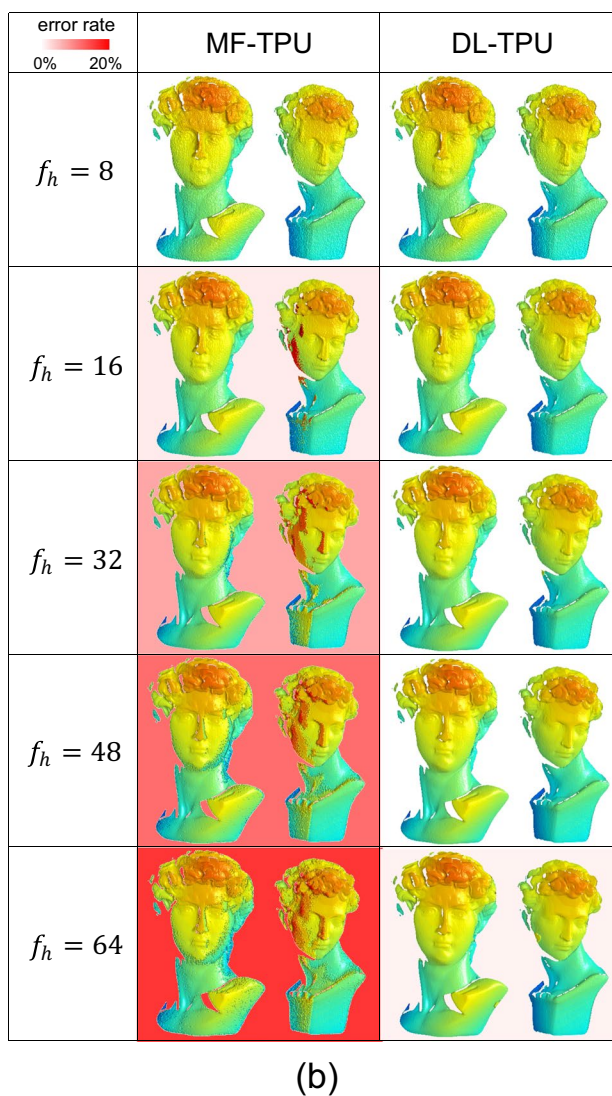 error rate
0% 20%
MF-TPU
DL-TPU
f_h = 8
f_h = 16
f_h = 32
f_h = 48
f_h = 64
(b)